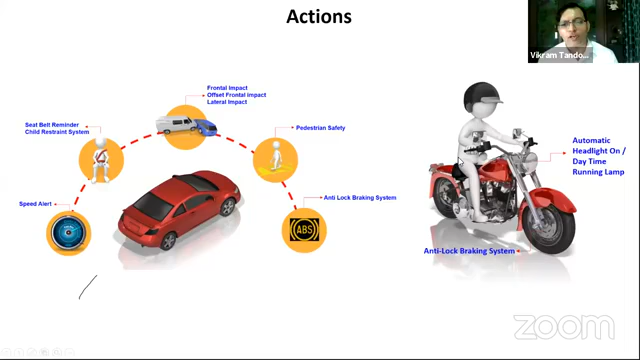 Actions
Vikram Tando...
Frontal Impact
Offset Frontal impact
Lateral Impact
Seat Belt Reminder
Child Restraint System
Pedestrian Safety
Speed Alert
Anti Lock Braking System
ABS
Automatic
Headlight On /
Day Time
Running Lamp
Anti-Lock Braking System
zoom